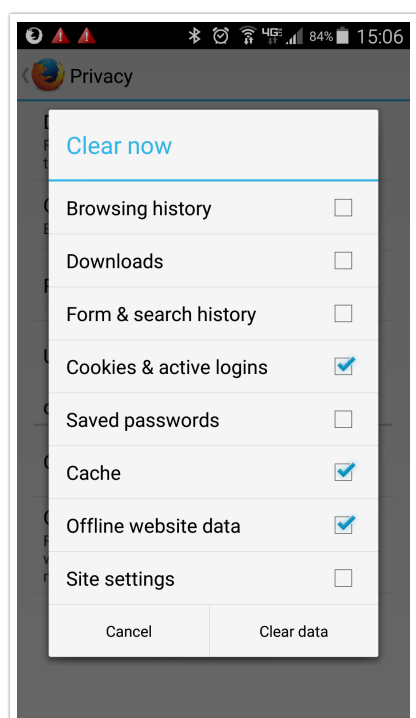 4G 84% 15:06
Privacy
Clear now
Browsing history
Downloads
Form & search history
Cookies & active logins
Saved passwords
Cache
Offline website data
Site settings
Cancel Clear data